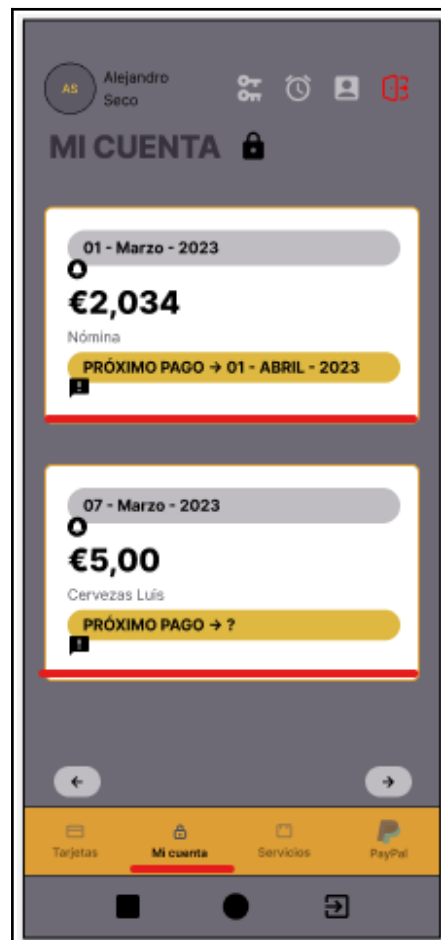 AS
Alejandro
Seco
MI CUENTA
01 - Marzo - 2023
€2,034
Nómina
PRÓXIMO PAGO → 01 - ABRIL - 2023
07 - Marzo - 2023
€5,00
Cervezas Luís
PRÓXIMO PAGO → ?
Tarjetas Mi cuenta Servicios PayPal